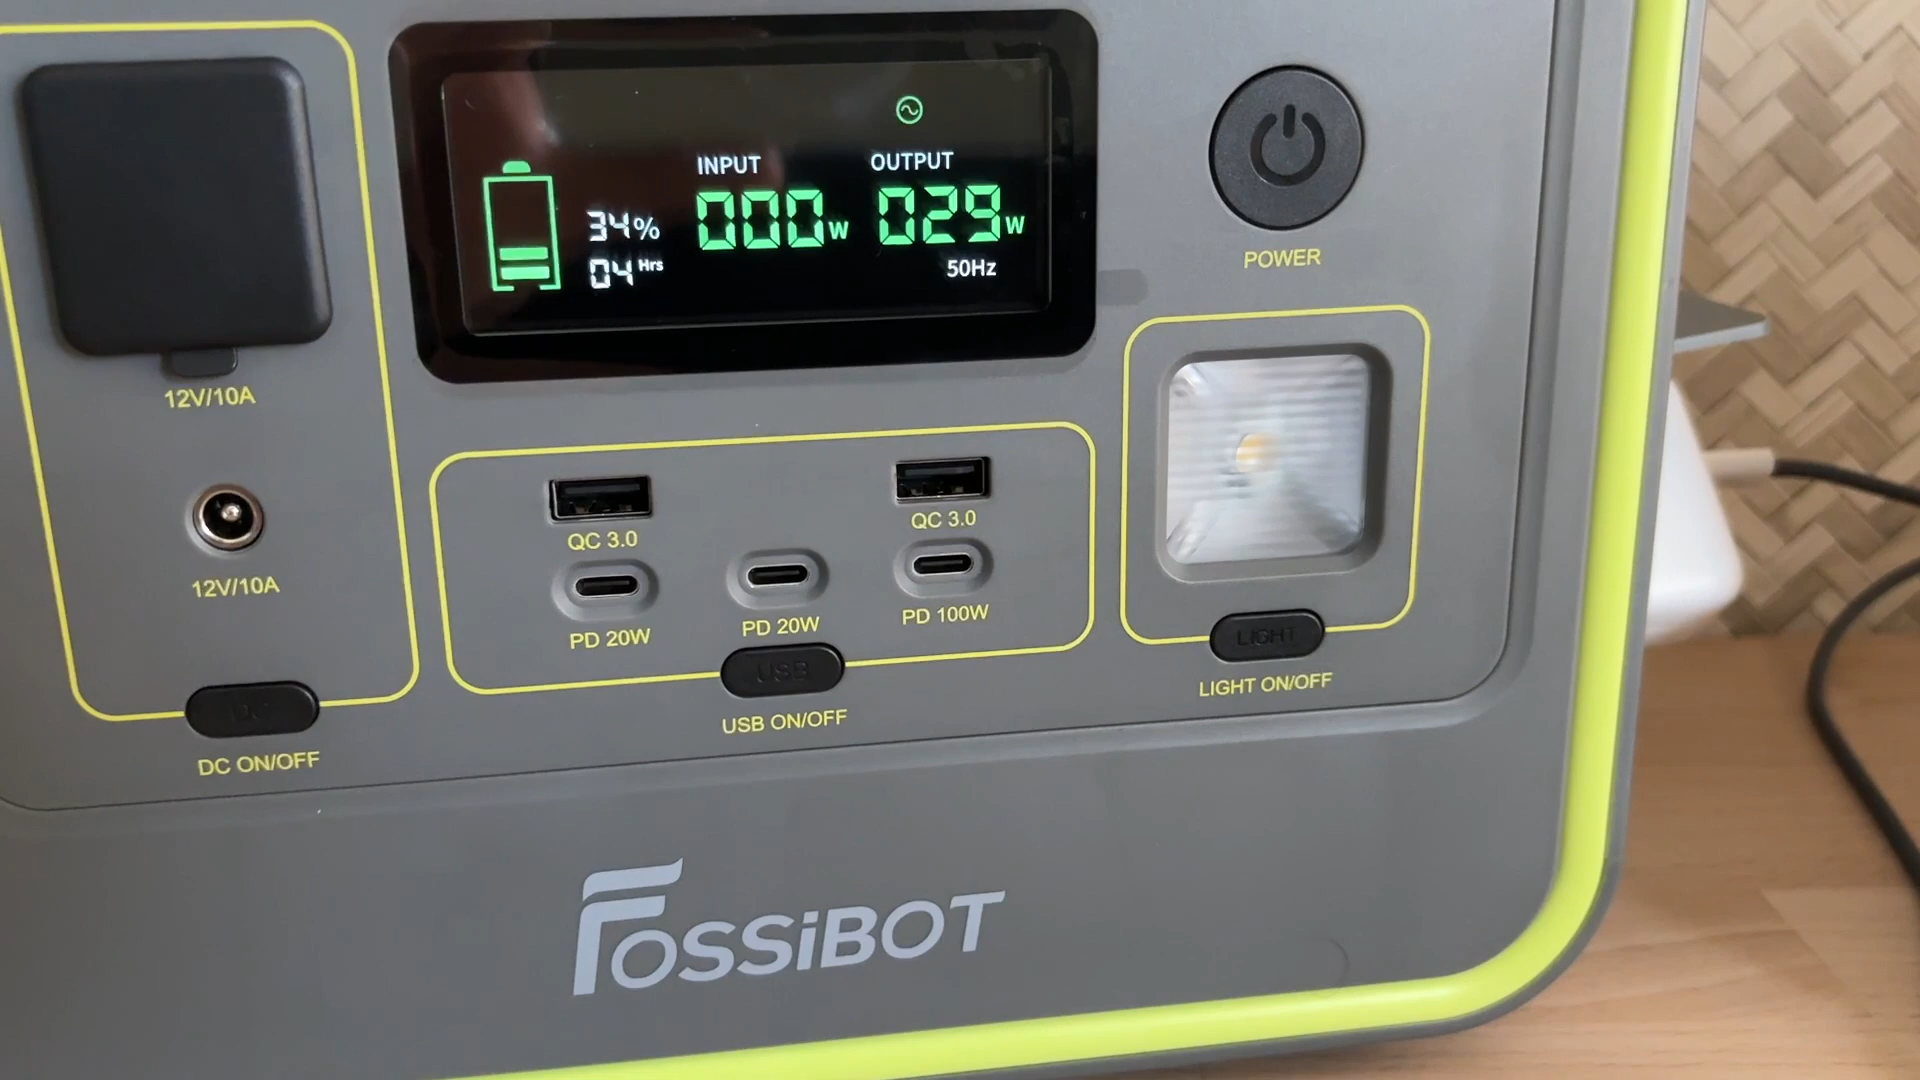 INPUT
OUTPUT
34%
000W
029W
04 Hrs
50Hz
POWER
12V/10A
12V/10A
DC ON/OFF
QC 3.0
QC 3.0
PD 20W
PD 20W
PD 100W
USB
USB ON/OFF
LIGHT
LIGHT ON/OFF
FOSSiBOT